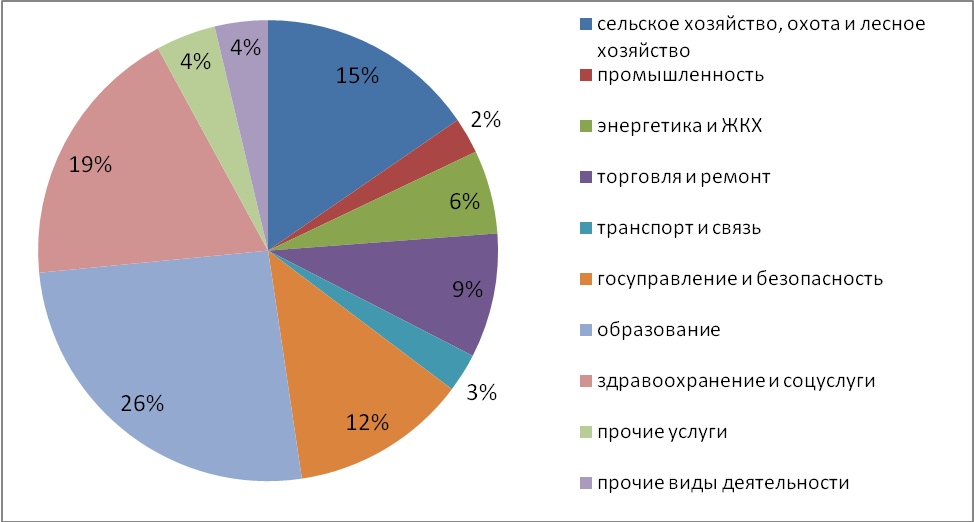 15%
2%
6%
9%
3%
12%
26%
19%
4%
4%
сельское хозяйство, охота и лесное
хозяйство
промышленность
энергетика и ЖКХ
торговля и ремонт
транспорт и связь
госуправление и безопасность
образование
здравоохранение и соцуслуги
прочие услуги
прочие виды деятельности